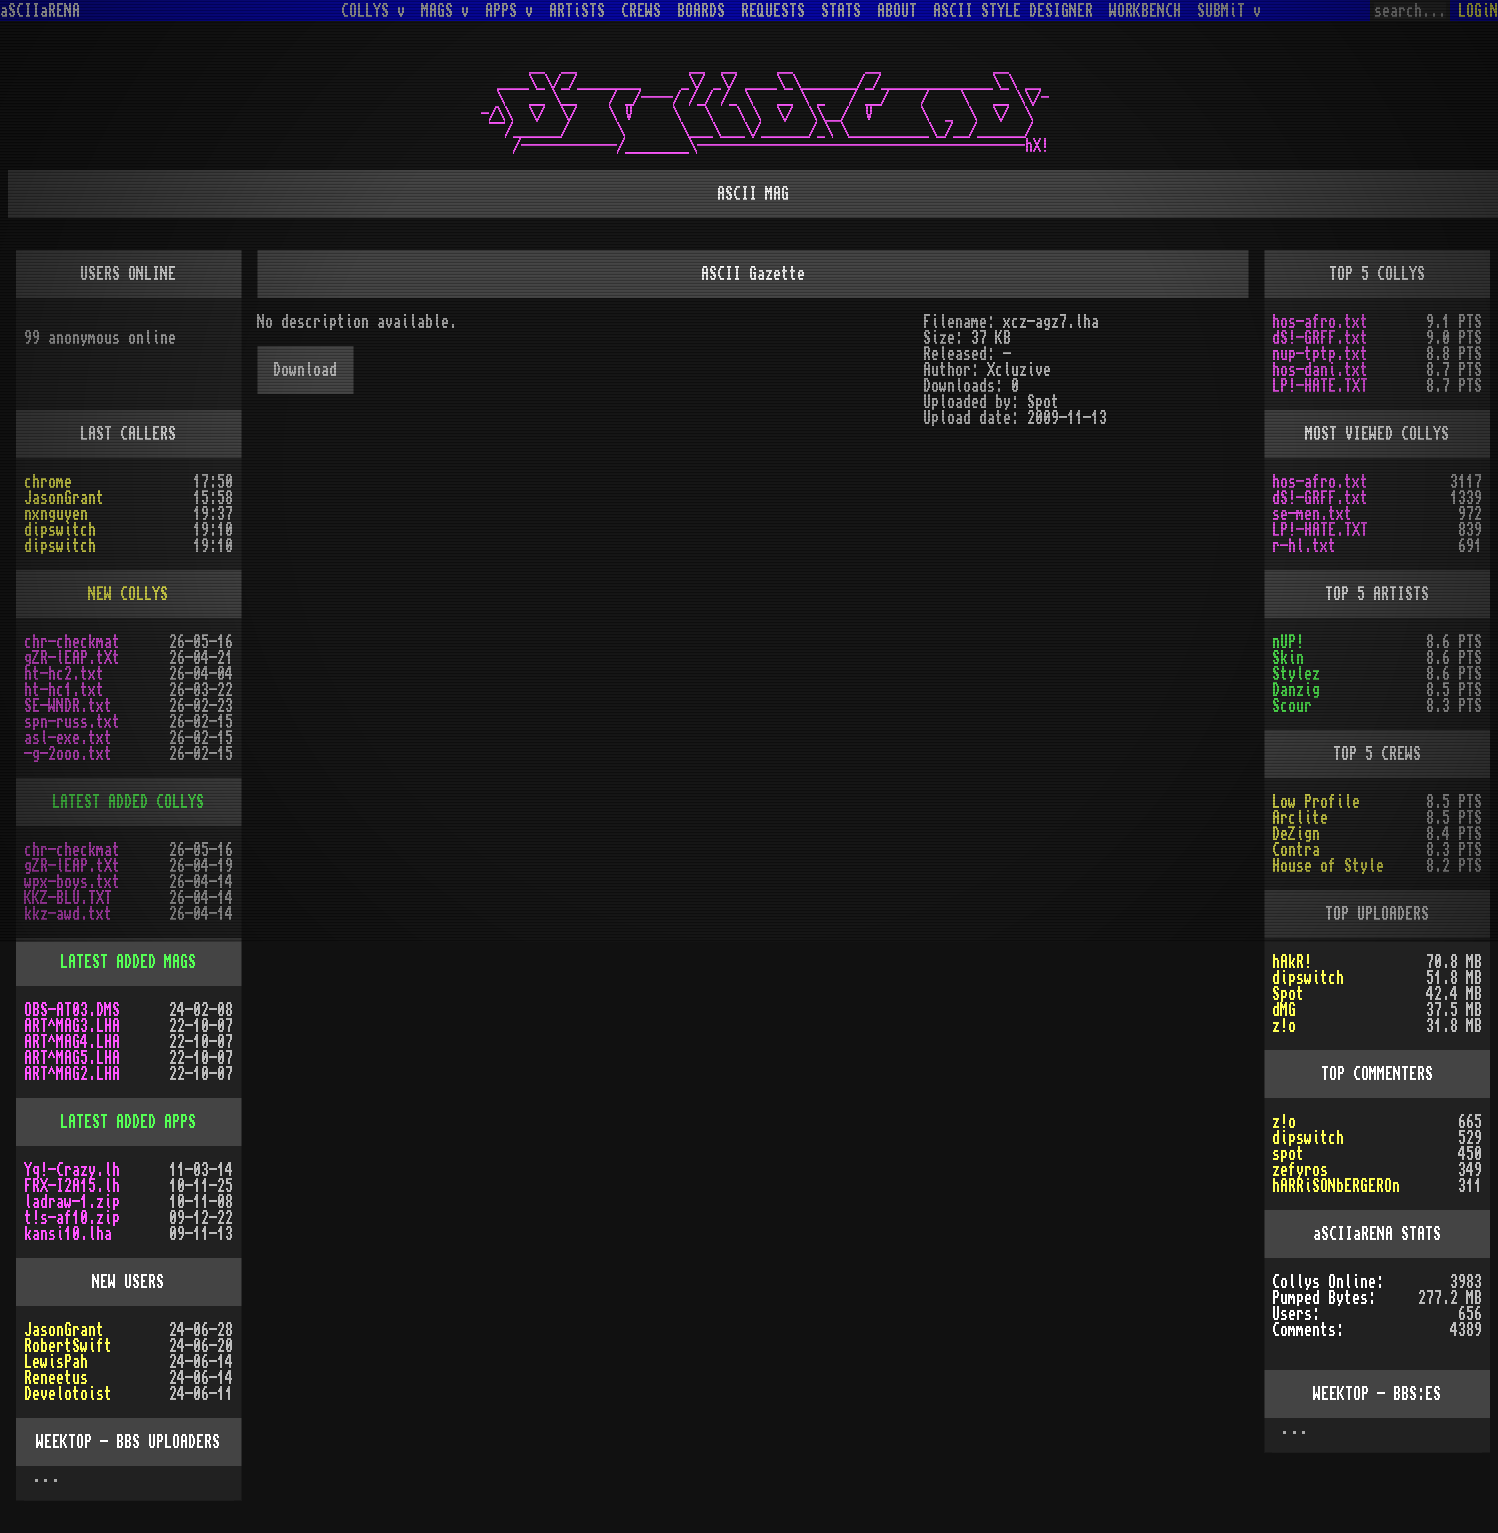 aSCIIaRENA COLLYS v MAGS v APPS v ARTiSTS CREWS BOARDS REQUESTS STATS ABOUT ASCII STYLE DESIGNER WORKBENCH SUBMiT v search... LOGiN
hX!
ASCII MAG
USERS ONLINE
99 anonymous online
LAST CALLERS
chrome 17:50
JasonGrant 15:58
nxnguyen 19:37
dipswitch 19:10
dipswitch 19:10
NEW COLLYS
chr-checkmat 26-05-16
gZR-lEAP.tXt 26-04-21
ht-hc2.txt 26-04-04
ht-hc1.txt 26-03-22
SE-WNDR.txt 26-02-23
spn-russ.txt 26-02-15
asl-exe.txt 26-02-15
-g-2ooo.txt 26-02-15
LATEST ADDED COLLYS
chr-checkmat 26-05-16
gZR-lEAP.tXt 26-04-19
wpx-boys.txt 26-04-14
KKZ-BLU.TXT 26-04-14
kkz-awd.txt 26-04-14
LATEST ADDED MAGS
OBS-AT03.DMS 24-02-08
ART^MAG3.LHA 22-10-07
ART^MAG4.LHA 22-10-07
ART^MAG5.LHA 22-10-07
ART^MAG2.LHA 22-10-07
LATEST ADDED APPS
Yq!-Crazy.lh 11-03-14
FRX-I2A15.lh 10-11-25
ladraw-1.zip 10-11-08
t!s-af10.zip 09-12-22
kansi10.lha 09-11-13
NEW USERS
JasonGrant 24-06-28
RobertSwift 24-06-20
LewisPah 24-06-14
Reneetus 24-06-14
Develotoist 24-06-11
WEEKTOP - BBS UPLOADERS
...
ASCII Gazette
No description available.
Download
Filename: xcz-agz7.lha
Size: 37 KB
Released: -
Author: Xcluzive
Downloads: 0
Uploaded by: Spot
Upload date: 2009-11-13
TOP 5 COLLYS
hos-afro.txt 9.1 PTS
dS!-GRFF.txt 9.0 PTS
nup-tptp.txt 8.8 PTS
hos-dani.txt 8.7 PTS
LP!-HATE.TXT 8.7 PTS
MOST VIEWED COLLYS
hos-afro.txt 3117
dS!-GRFF.txt 1339
se-men.txt 972
LP!-HATE.TXT 839
r-hl.txt 691
TOP 5 ARTISTS
nUP! 8.6 PTS
Skin 8.6 PTS
Stylez 8.6 PTS
Danzig 8.5 PTS
Scour 8.3 PTS
TOP 5 CREWS
Low Profile 8.5 PTS
Arclite 8.5 PTS
DeZign 8.4 PTS
Contra 8.3 PTS
House of Style 8.2 PTS
TOP UPLOADERS
hAkR! 70.8 MB
dipswitch 51.8 MB
Spot 42.4 MB
dMG 37.5 MB
z!o 31.8 MB
TOP COMMENTERS
z!o 665
dipswitch 529
spot 450
zefyros 349
hARRiSONbERGEROn 311
aSCIIaRENA STATS
Collys Online: 3983
Pumped Bytes: 277.2 MB
Users: 656
Comments: 4389
WEEKTOP - BBS:ES
...